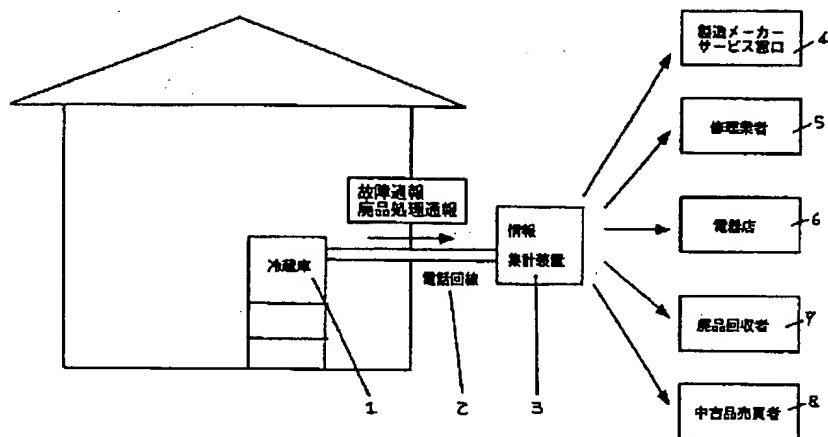 製造メーカー
サービス窓口
4
修理業者
5
故障通報
廃品処理通報
情報
集計装置
電器店
6
冷蔵庫
電話回線
廃品回収者
7
中古品売買者
8
1
2
3